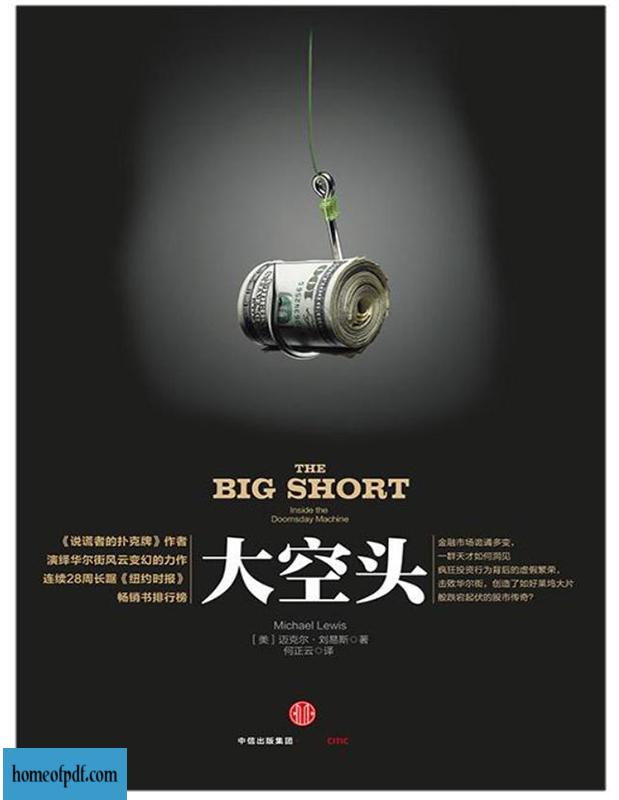 100
THE
BIG SHORT
Inside the
Doomsday Machine
《说谎者的扑克牌》作者
演绎华尔街风云变幻的力作
连续28周长踞《纽约时报》
畅销书排行榜
大空头
金融市场诡谲多变，
一群天才如何洞见
疯狂投资行为背后的虚假繁荣，
击败华尔街，创造了如好莱坞大片
般跌宕起伏的股市传奇？
Michael Lewis
［美］迈克尔·刘易斯◎著
何正云◎译
中信出版集团·
CITIC
homeofpdf.com